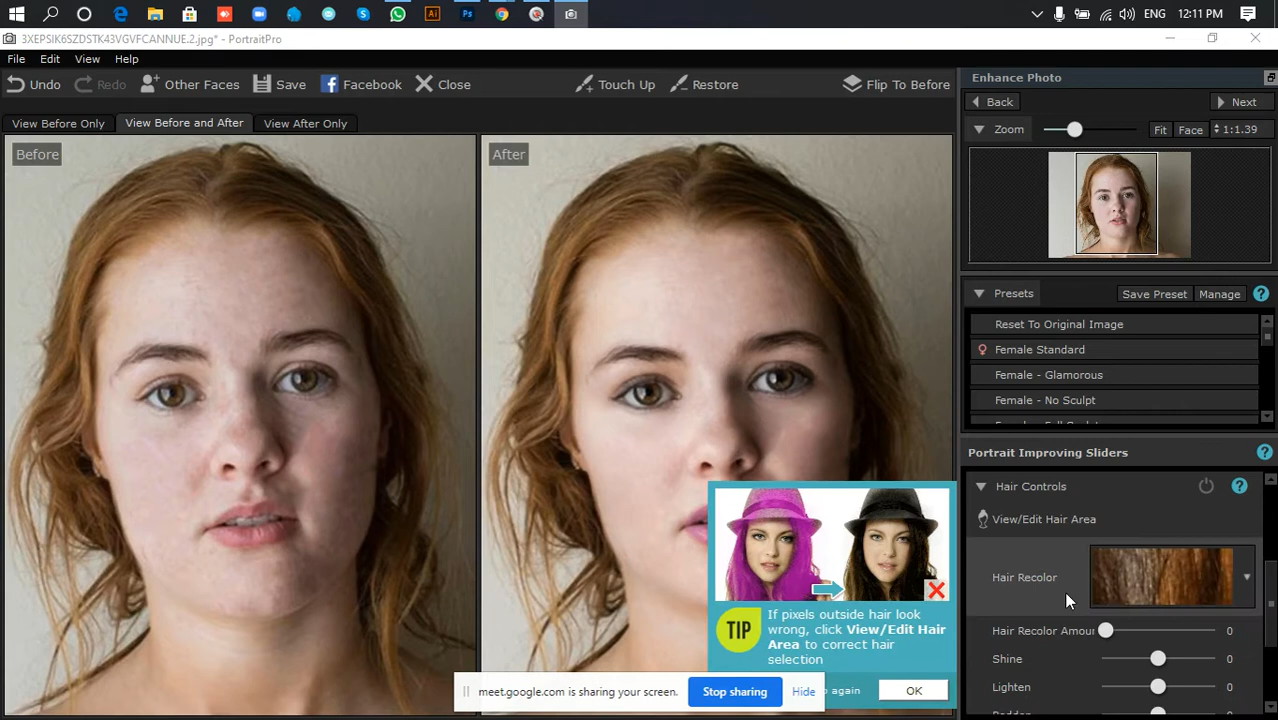 ENG
12:11 PM
3XEPSIK6SZDSTK43VGVFCANNUE.2.jpg* - PortraitPro
File Edit View Help
Undo Redo Other Faces Save Facebook Close Touch Up Restore Flip To Before
View Before Only View Before and After View After Only
Before
After
Enhance Photo
Back Next
Zoom Fit Face 1:1.39
Presets Save Preset Manage ?
Reset To Original Image
Female Standard
Female - Glamorous
Female - No Sculpt
Portrait Improving Sliders ?
Hair Controls ?
View/Edit Hair Area
Hair Recolor
Hair Recolor Amour 0
Shine 0
Lighten 0
TIP
If pixels outside hair look
wrong, click View/Edit Hair
Area to correct hair
selection
again OK
meet.google.com is sharing your screen. Stop sharing Hide